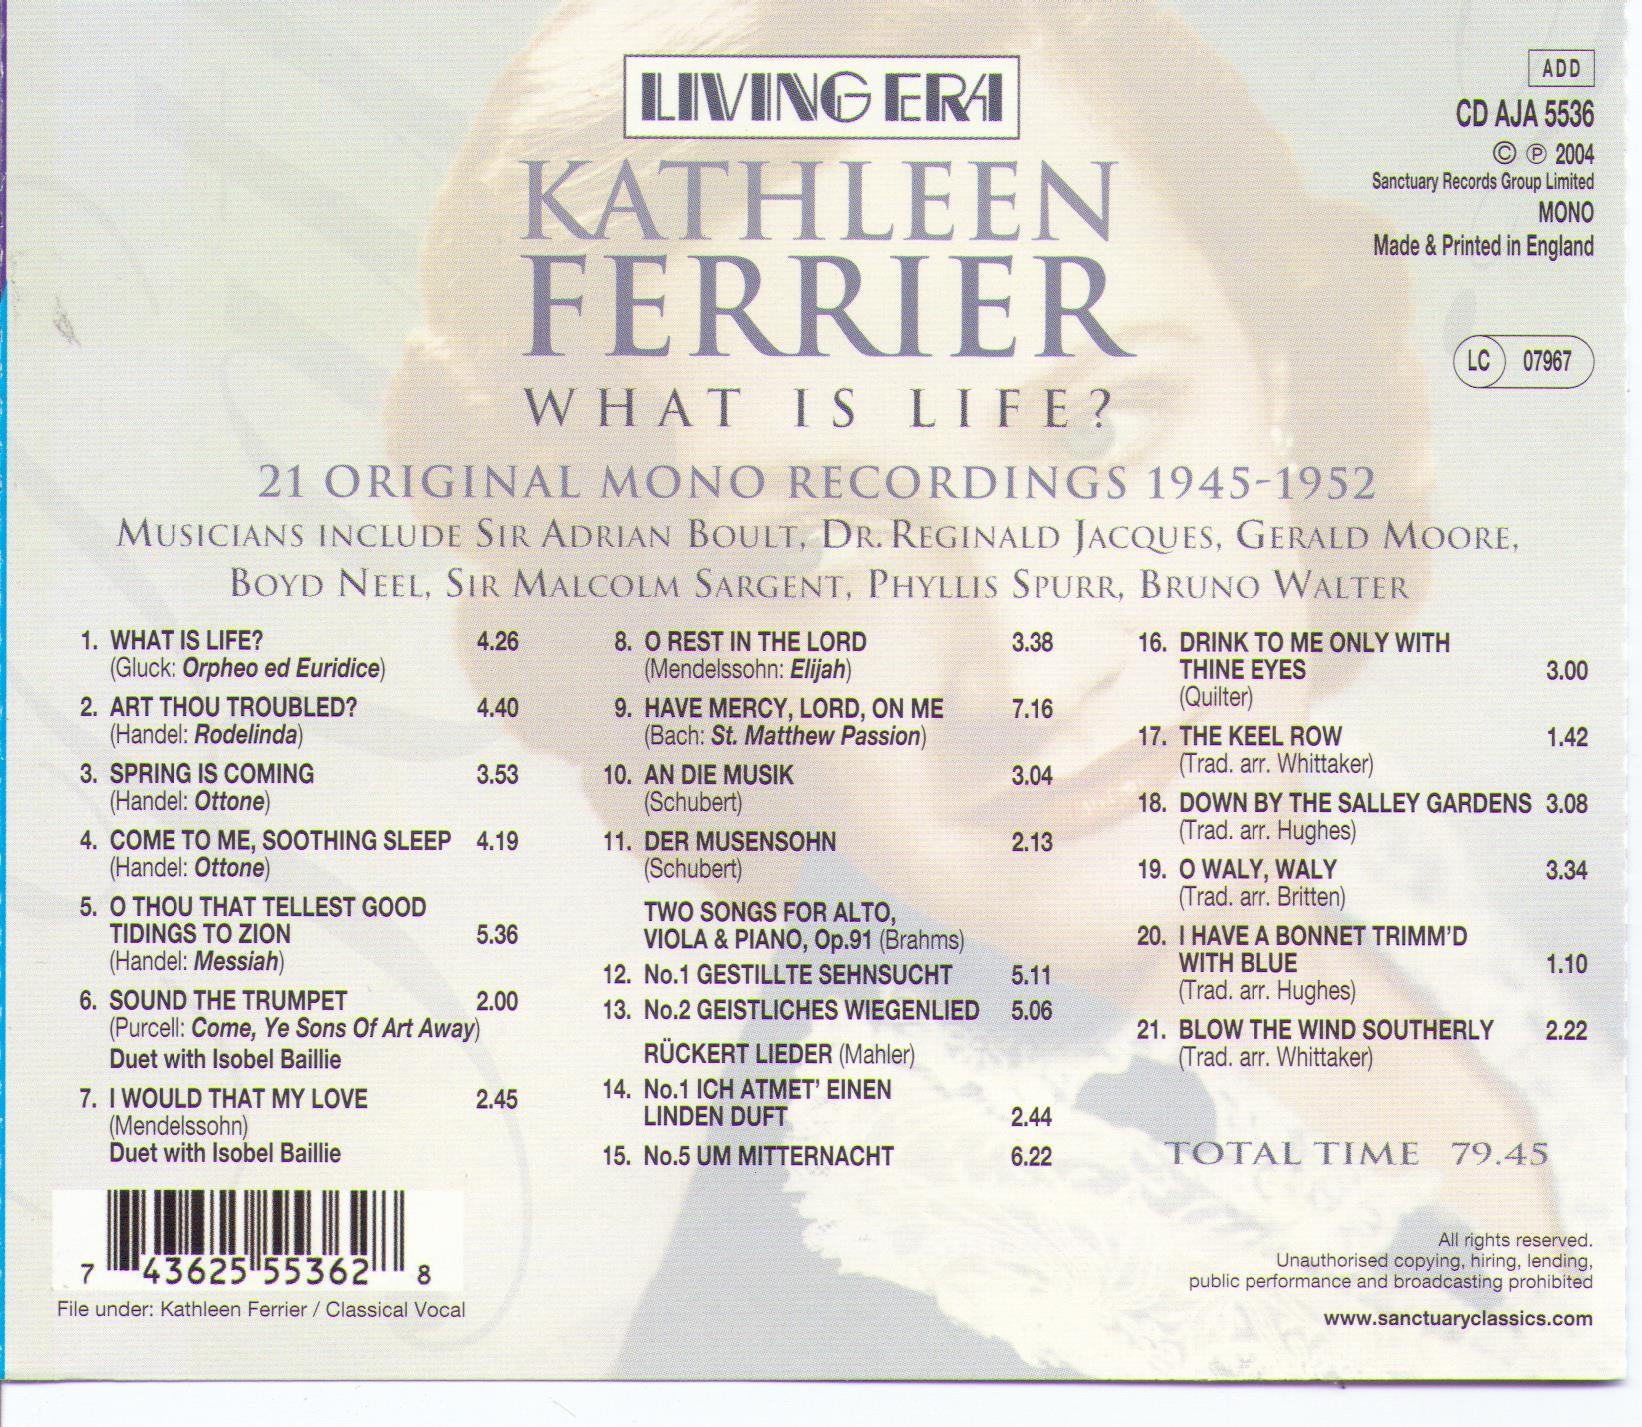 LIVING ERA
KATHLEEN
FERRIER
WHAT IS LIFE?
21 ORIGINAL MONO RECORDINGS 1945-1952
MUSICIANS INCLUDE SIR ADRIAN BOULT, DR. REGINALD JACQUES, GERALD MOORE,
BOYD NEEL, SIR MALCOLM SARGENT, PHYLLIS SPURR, BRUNO WALTER
ADD
CD AJA 5536
© ℗ 2004
Sanctuary Records Group Limited
MONO
Made & Printed in England
LC 07967
1. WHAT IS LIFE? 4.26
(Gluck: Orpheo ed Euridice)
2. ART THOU TROUBLED? 4.40
(Handel: Rodelinda)
3. SPRING IS COMING 3.53
(Handel: Ottone)
4. COME TO ME, SOOTHING SLEEP 4.19
(Handel: Ottone)
5. O THOU THAT TELLEST GOOD
TIDINGS TO ZION 5.36
(Handel: Messiah)
6. SOUND THE TRUMPET 2.00
(Purcell: Come, Ye Sons Of Art Away)
Duet with Isobel Baillie
7. I WOULD THAT MY LOVE 2.45
(Mendelssohn)
Duet with Isobel Baillie
8. O REST IN THE LORD 3.38
(Mendelssohn: Elijah)
9. HAVE MERCY, LORD, ON ME 7.16
(Bach: St. Matthew Passion)
10. AN DIE MUSIK 3.04
(Schubert)
11. DER MUSENSOHN 2.13
(Schubert)
TWO SONGS FOR ALTO,
VIOLA & PIANO, Op.91 (Brahms)
12. No.1 GESTILLTE SEHNSUCHT 5.11
13. No.2 GEISTLICHES WIEGENLIED 5.06
RÜCKERT LIEDER (Mahler)
14. No.1 ICH ATMET' EINEN
LINDEN DUFT 2.44
15. No.5 UM MITTERNACHT 6.22
16. DRINK TO ME ONLY WITH
THINE EYES 3.00
(Quilter)
17. THE KEEL ROW 1.42
(Trad. arr. Whittaker)
18. DOWN BY THE SALLEY GARDENS 3.08
(Trad. arr. Hughes)
19. O WALY, WALY 3.34
(Trad. arr. Britten)
20. I HAVE A BONNET TRIMM'D
WITH BLUE 1.10
(Trad. arr. Hughes)
21. BLOW THE WIND SOUTHERLY 2.22
(Trad. arr. Whittaker)
TOTAL TIME 79.45
7 43625 55362 8
File under: Kathleen Ferrier / Classical Vocal
All rights reserved.
Unauthorised copying, hiring, lending,
public performance and broadcasting prohibited
www.sanctuaryclassics.com